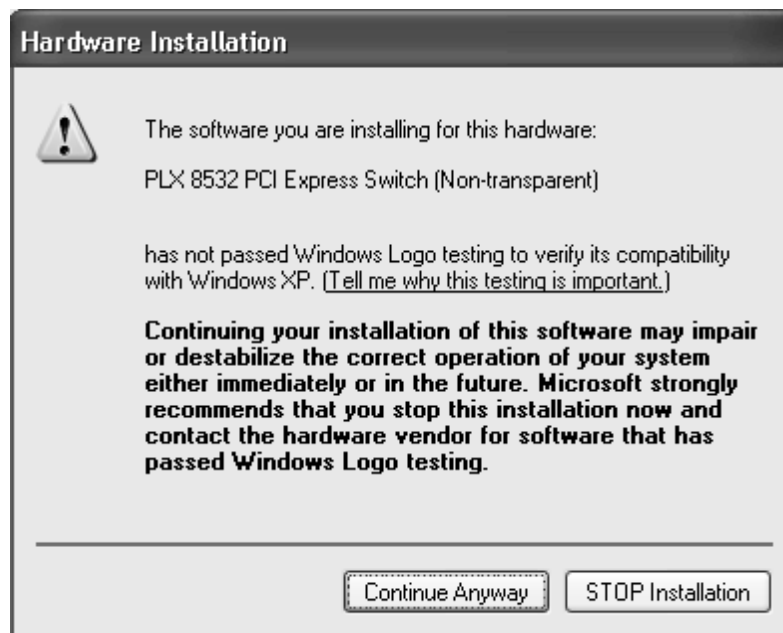 Hardware Installation
The software you are installing for this hardware:
PLX 8532 PCI Express Switch (Non-transparent)
has not passed Windows Logo testing to verify its compatibility
with Windows XP. (Tell me why this testing is important.)
Continuing your installation of this software may impair
or destabilize the correct operation of your system
either immediately or in the future. Microsoft strongly
recommends that you stop this installation now and
contact the hardware vendor for software that has
passed Windows Logo testing.
Continue Anyway
STOP Installation